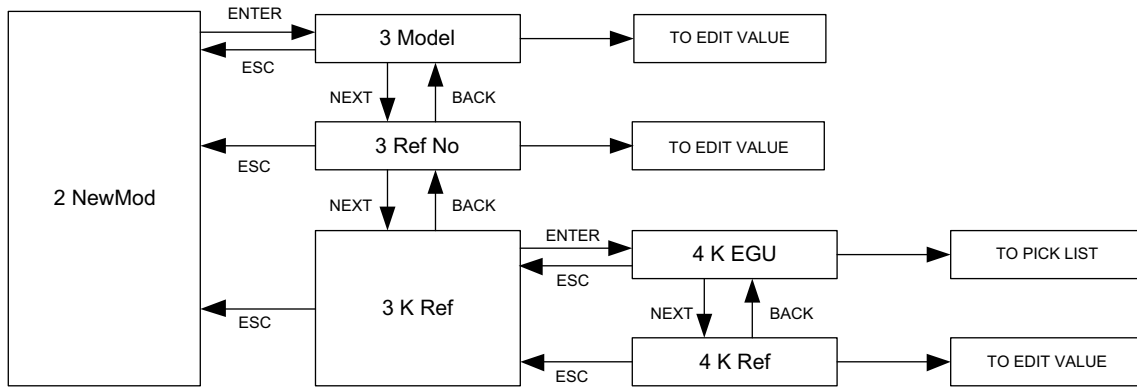 ENTER
3 Model
TO EDIT VALUE
ESC
NEXT
BACK
3 Ref No
TO EDIT VALUE
ESC
2 NewMod
NEXT
BACK
ENTER
4 K EGU
TO PICK LIST
ESC
3 K Ref
ESC
NEXT
BACK
4 K Ref
TO EDIT VALUE
ESC